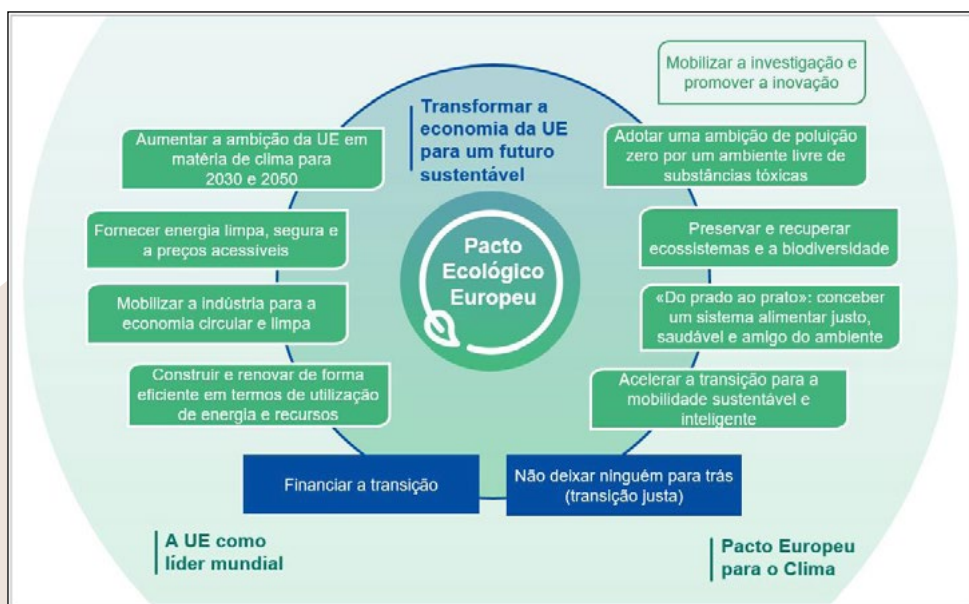 Mobilizar a investigação e
promover a inovação
Transformar a
economia da UE
para um futuro
sustentável
Aumentar a ambição da UE em
matéria de clima para
2030 e 2050
Fornecer energia limpa, segura e
a preços acessíveis
Mobilizar a indústria para a
economia circular e limpa
Construir e renovar de forma
eficiente em termos de utilização
de energia e recursos
Pacto
Ecológico
Europeu
Adotar uma ambição de poluição
zero por um ambiente livre de
substâncias tóxicas
Preservar e recuperar
ecossistemas e a biodiversidade
«Do prado ao prato»: conceber
um sistema alimentar justo,
saudável e amigo do ambiente
Acelerar a transição para a
mobilidade sustentável e
inteligente
Financiar a transição
Não deixar ninguém para trás
(transição justa)
A UE como
líder mundial
Pacto Europeu
para o Clima